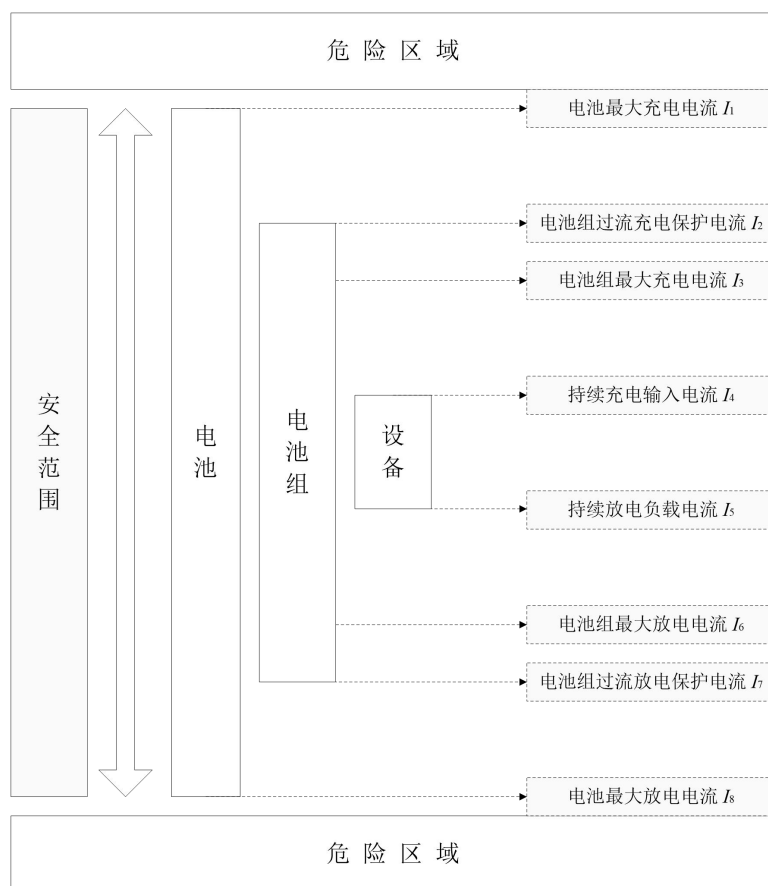 危险区域
电池最大充电电流 I₁
电池组过流充电保护电流 I₂
电池组最大充电电流 I₃
持续充电输入电流 I₄
安全范围
电池
电池组
设备
持续放电负载电流 I₅
电池组最大放电电流 I₆
电池组过流放电保护电流 I₇
电池最大放电电流 I₈
危险区域